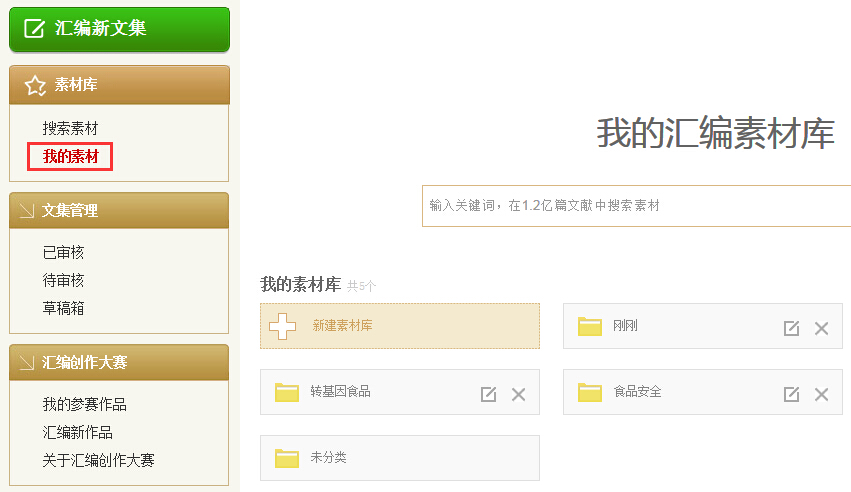 汇编新文集
素材库
搜索素材
我的素材
文集管理
已审核
待审核
草稿箱
汇编创作大赛
我的参赛作品
汇编新作品
关于汇编创作大赛
我的汇编素材库
输入关键词，在1.2亿篇文献中搜索素材
我的素材库 共5个
新建素材库
刚刚
转基因食品
食品安全
未分类